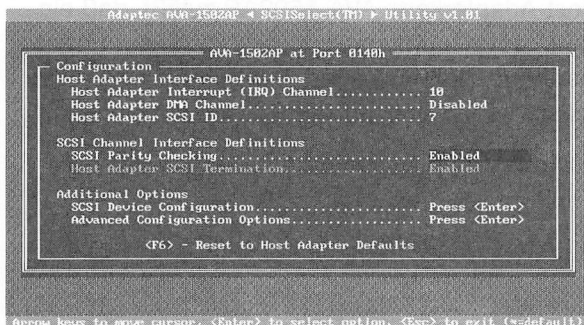 Adaptec AVA-1502AP ◄ SCSISelect(TM) ► Utility v1.01
AVA-1502AP at Port 0140h
Configuration
Host Adapter Interface Definitions
Host Adapter Interrupt (IRQ) Channel............ 10
Host Adapter DMA Channel........................ Disabled
Host Adapter SCSI ID............................ 7
SCSI Channel Interface Definitions
SCSI Parity Checking............................ Enabled
Host Adapter SCSI Termination................... Enabled
Additional Options
SCSI Device Configuration....................... Press <Enter>
Advanced Configuration Options.................. Press <Enter>
<F6> - Reset to Host Adapter Defaults
Arrow keys to move cursor, <Enter> to select option, <Esc> to exit (*=default)